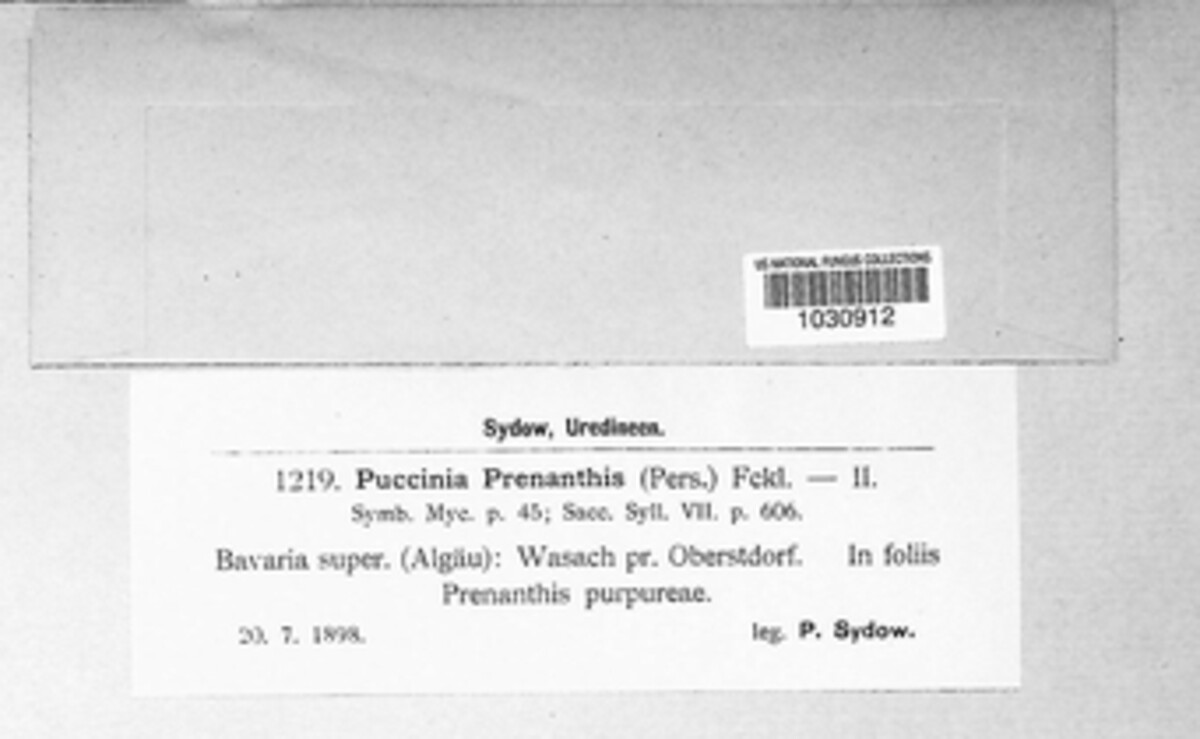 US NATIONAL FUNGUS COLLECTIONS
1030912
Sydow, Uredineen.
1219. Puccinia Prenanthis (Pers.) Fckl. — II.
Symb. Myc. p. 45; Sacc. Syll. VII. p. 606.
Bavaria super. (Algäu): Wasach pr. Oberstdorf. In foliis
Prenanthis purpureae.
20. 7. 1898. leg. P. Sydow.